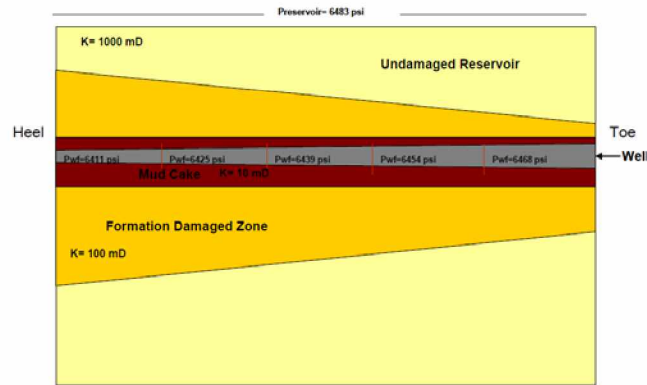 Preservoir= 6483 psi
K= 1000 mD
Undamaged Reservoir
Heel
Toe
Pwf=6411 psi
Pwf=6425 psi
Pwf=6439 psi
Pwf=6454 psi
Pwf=6468 psi
Well
Mud Cake
K= 10 mD
Formation Damaged Zone
K= 100 mD